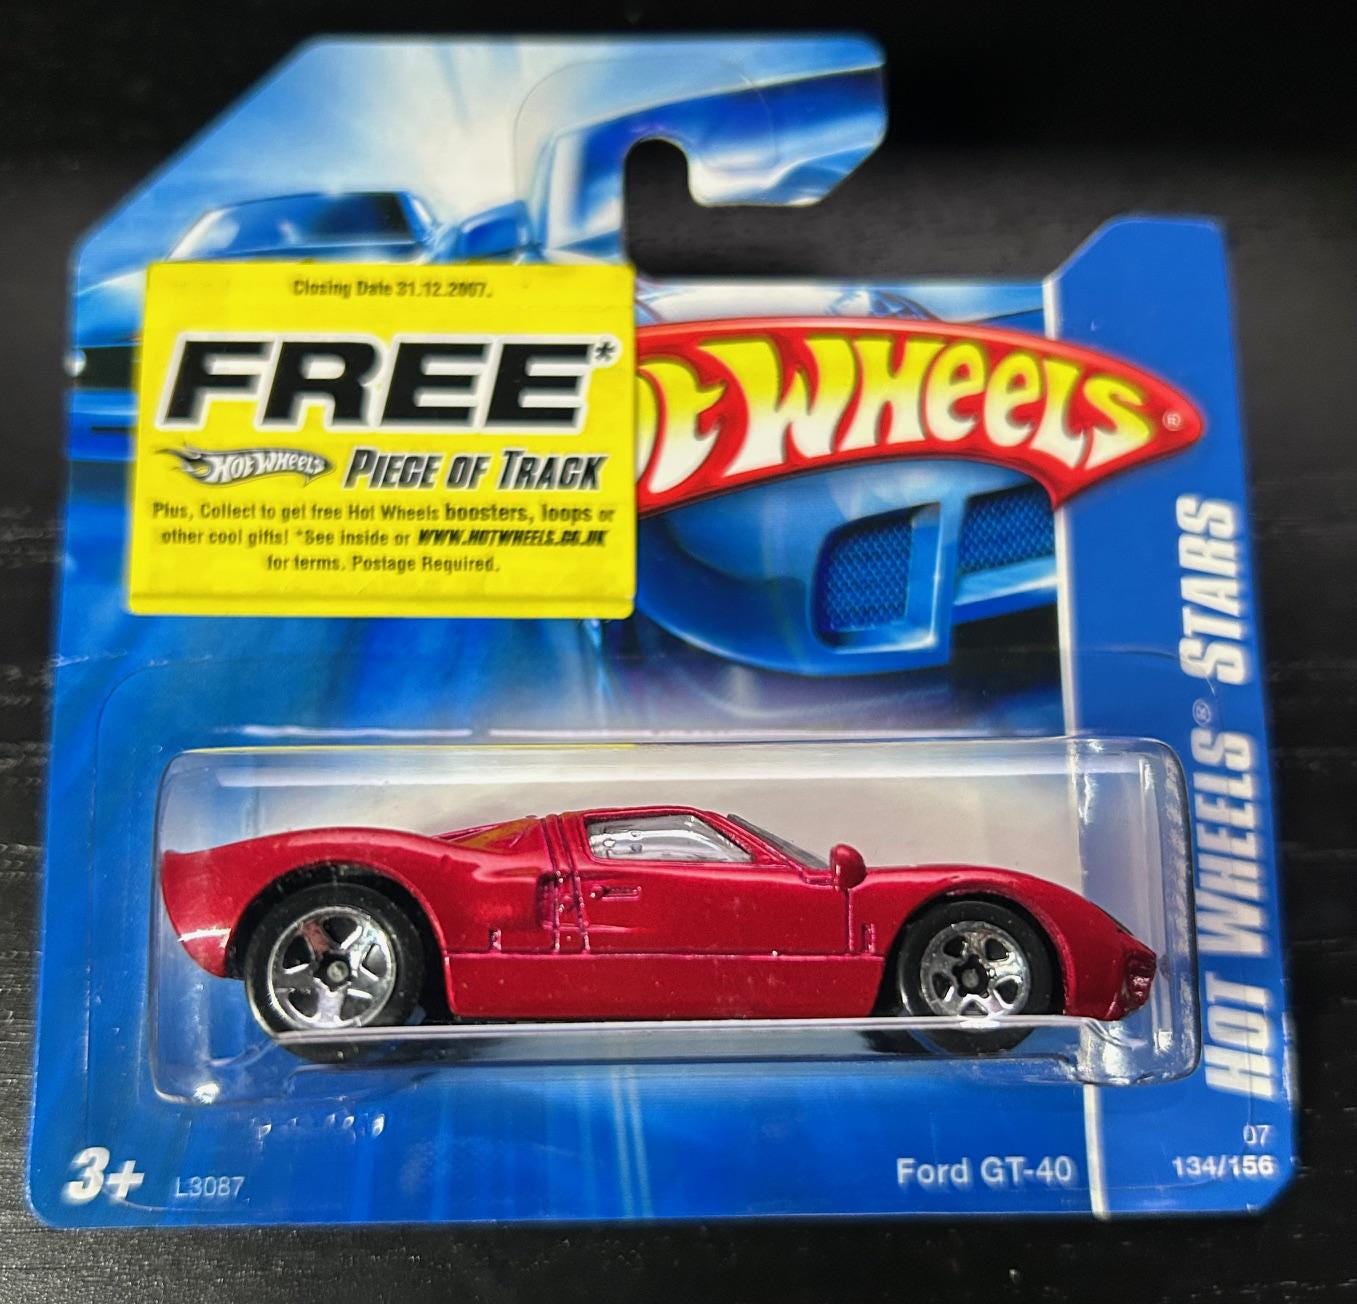 Closing Date 31.12.2007.
FREE*
HOT WHEELS PIECE OF TRACK
Plus, Collect to get free Hot Wheels boosters, loops or
other cool gifts! *See inside or WWW.HOTWHEELS.CO.UK
for terms. Postage Required.
ot WHeeLs®
HOT WHEELS® STARS
3+
L3087
Ford GT-40
07
134/156